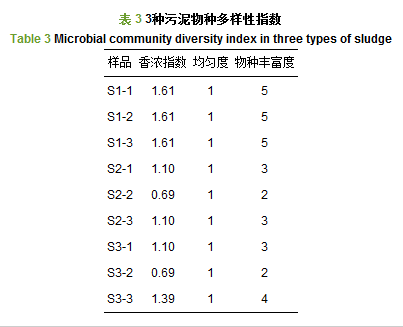 表 3 3种污泥物种多样性指数
Table 3 Microbial community diversity index in three types of sludge
样品 香浓指数 均匀度 物种丰富度
S1-1 1.61 1 5
S1-2 1.61 1 5
S1-3 1.61 1 5
S2-1 1.10 1 3
S2-2 0.69 1 2
S2-3 1.10 1 3
S3-1 1.10 1 3
S3-2 0.69 1 2
S3-3 1.39 1 4